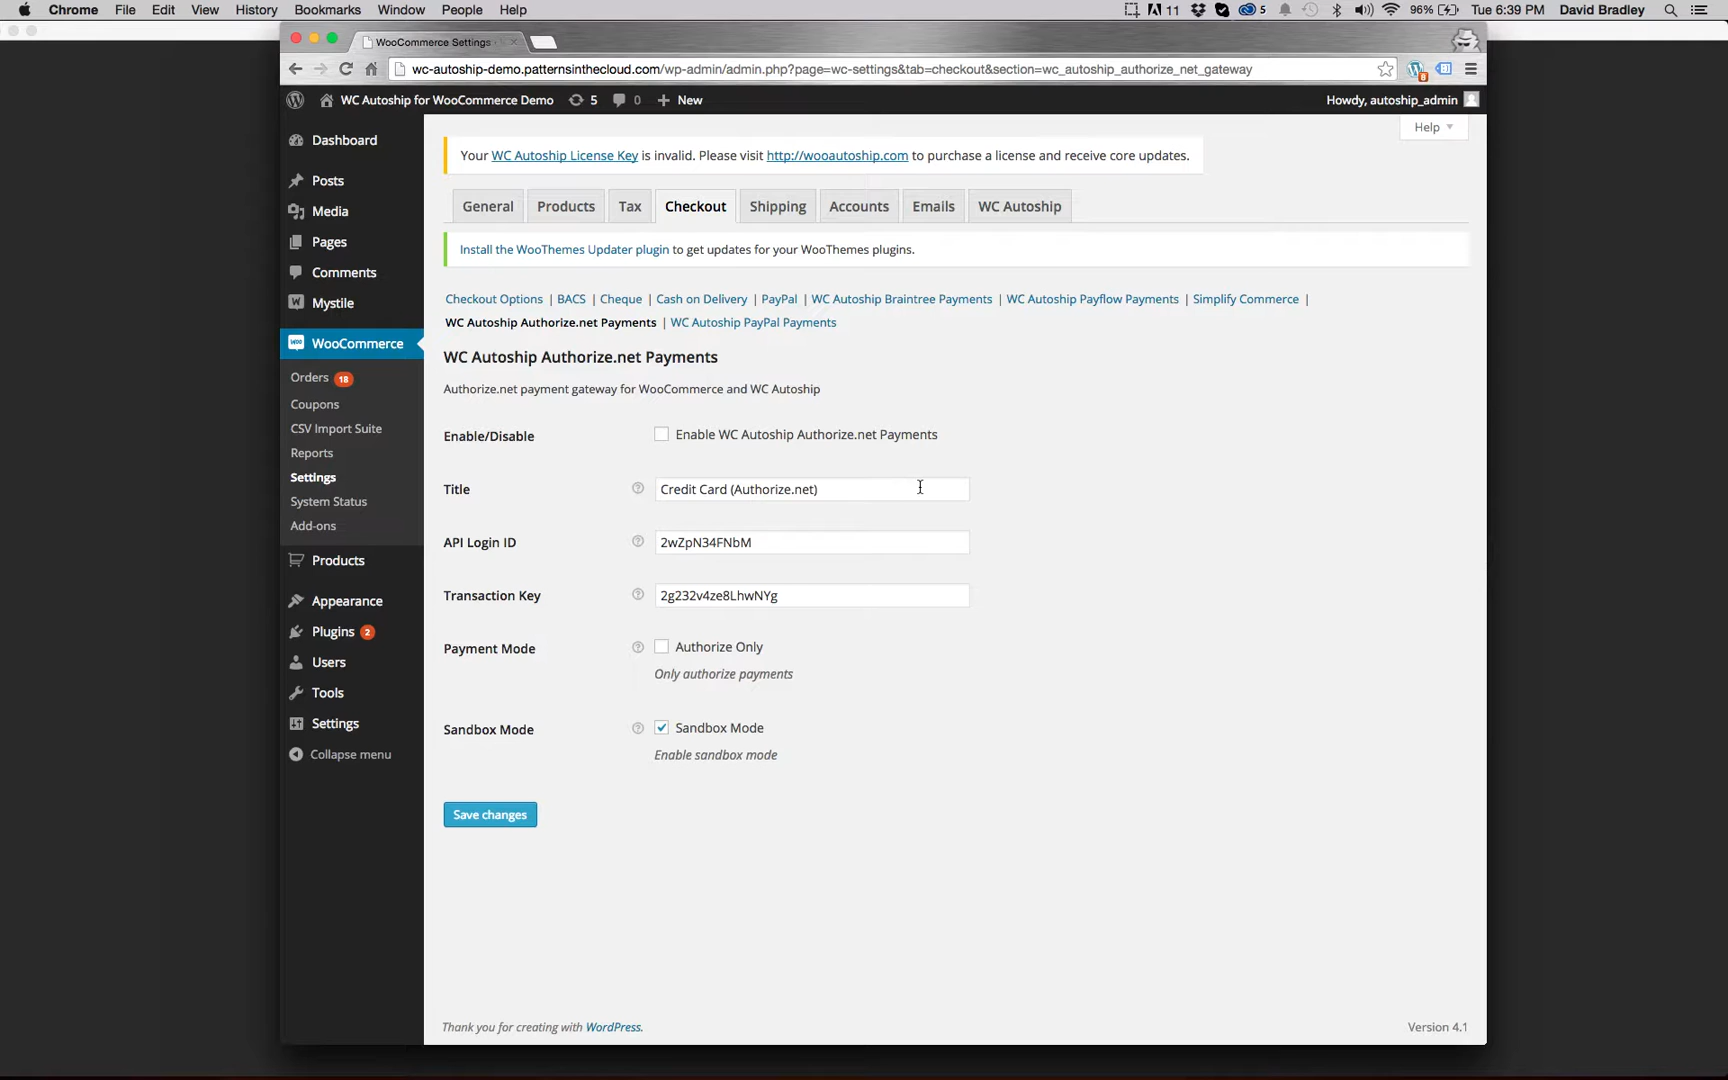 Chrome File Edit View History Bookmarks Window People Help 11 5 96% Tue 6:39 PM David Bradley
WooCommerce Settings
wc-autoship-demo.patternsinthecloud.com/wp-admin/admin.php?page=wc-settings&tab=checkout&section=wc_autoship_authorize_net_gateway 8
WC Autoship for WooCommerce Demo 5 0 + New Howdy, autoship_admin
Help
Dashboard
Posts
Media
Pages
Comments
Mystile
WooCommerce
Orders 18
Coupons
CSV Import Suite
Reports
Settings
System Status
Add-ons
Products
Appearance
Plugins 2
Users
Tools
Settings
Collapse menu
Your WC Autoship License Key is invalid. Please visit http://wooautoship.com to purchase a license and receive core updates.
General Products Tax Checkout Shipping Accounts Emails WC Autoship
Install the WooThemes Updater plugin to get updates for your WooThemes plugins.
Checkout Options | BACS | Cheque | Cash on Delivery | PayPal | WC Autoship Braintree Payments | WC Autoship Payflow Payments | Simplify Commerce |
WC Autoship Authorize.net Payments | WC Autoship PayPal Payments
WC Autoship Authorize.net Payments
Authorize.net payment gateway for WooCommerce and WC Autoship
Enable/Disable Enable WC Autoship Authorize.net Payments
Title ? Credit Card (Authorize.net)
API Login ID ? 2wZpN34FNbM
Transaction Key ? 2g232v4ze8LhwNYg
Payment Mode ? Authorize Only
Only authorize payments
Sandbox Mode ? Sandbox Mode
Enable sandbox mode
Save changes
Thank you for creating with WordPress. Version 4.1